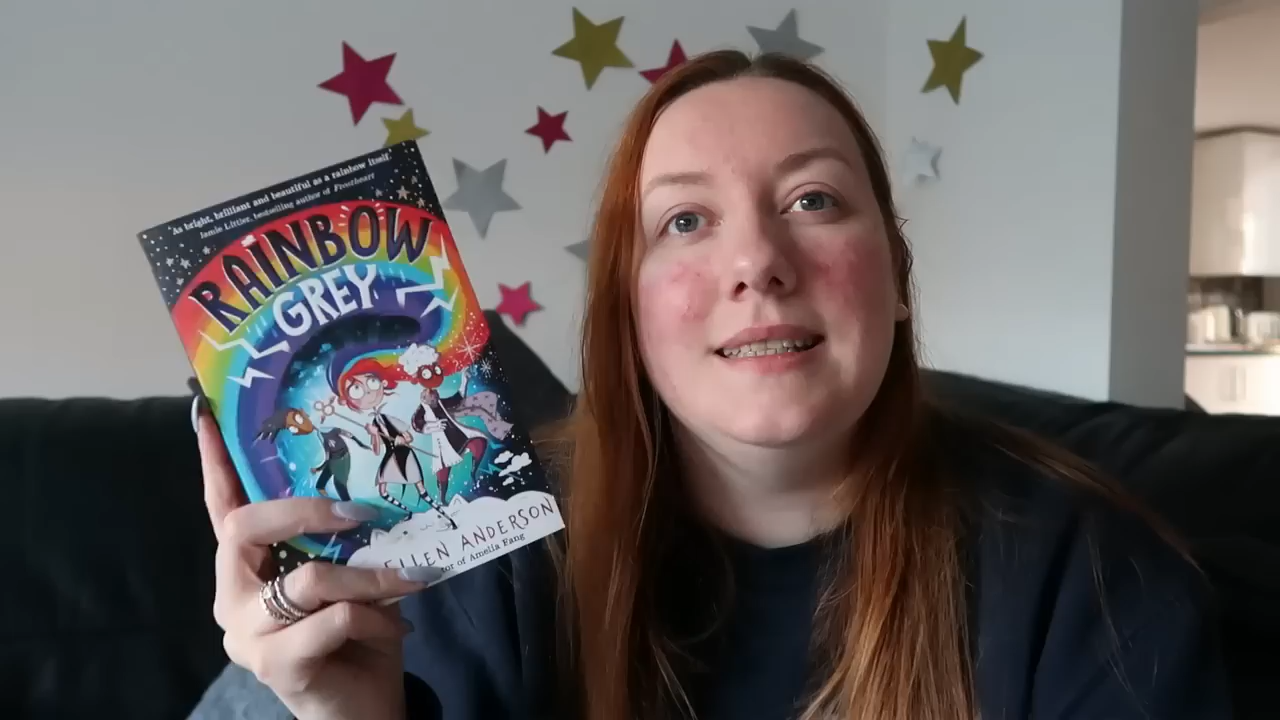 "As bright, brilliant and beautiful as a rainbow itself"
Jamie Littler, bestselling author of Frostheart
RAINBOW
GREY
ELLEN ANDERSON
tor of Amelia Fang